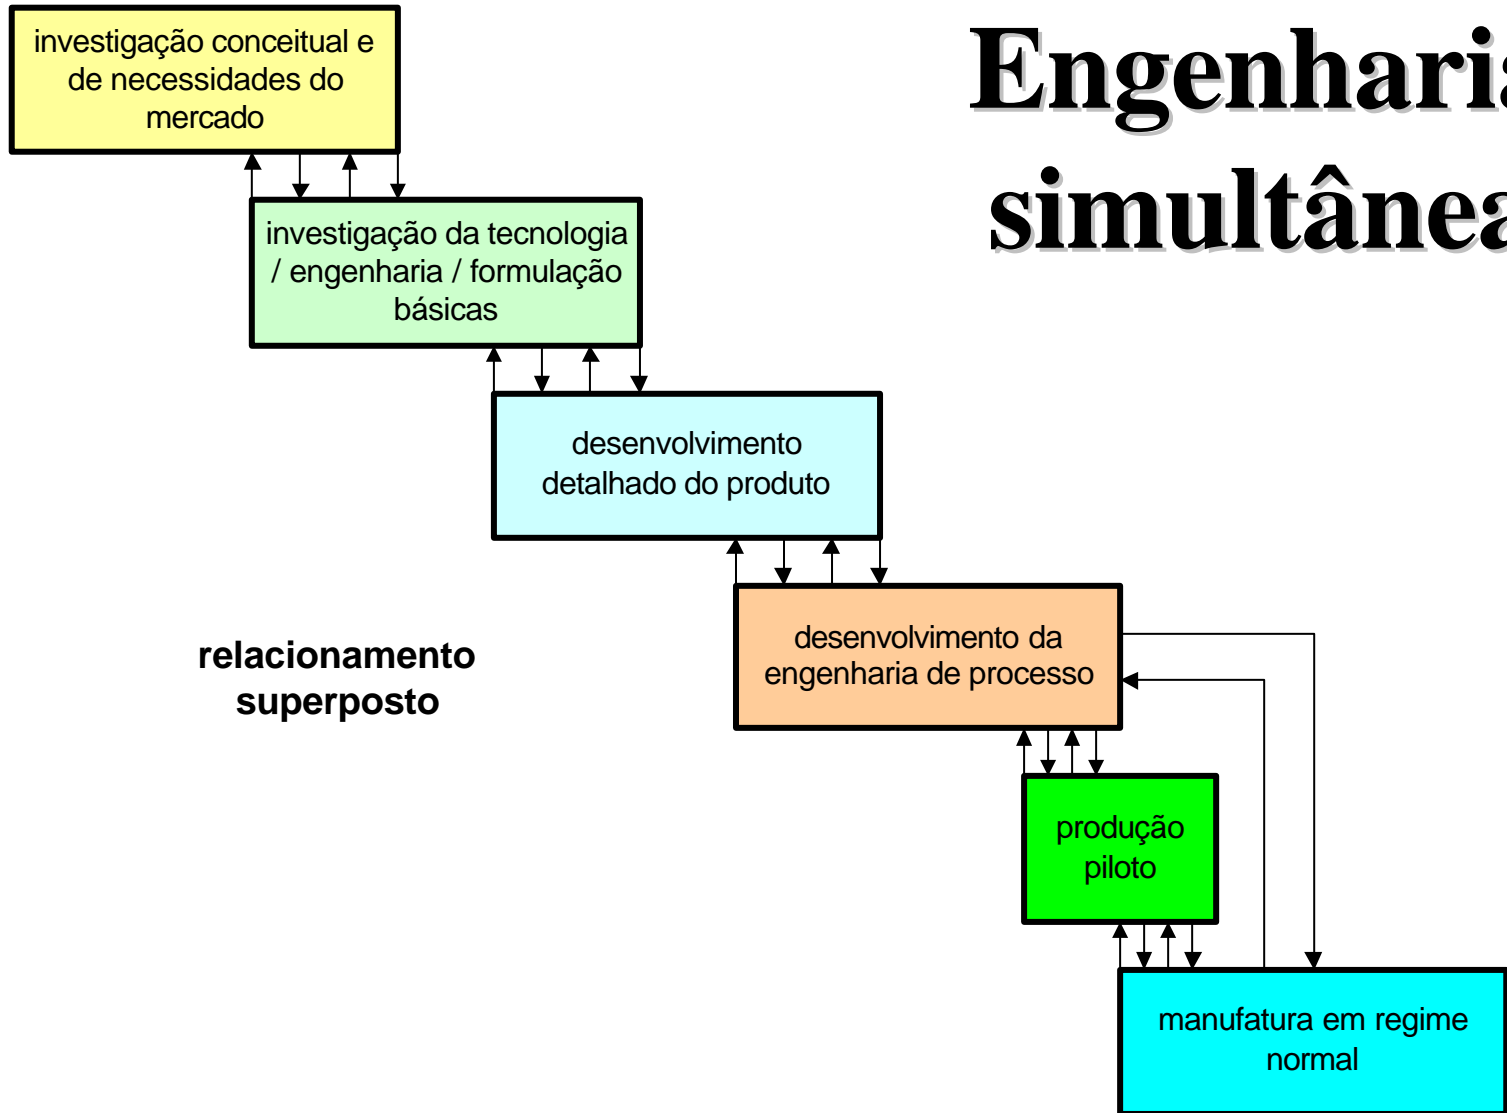 Engenharia
simultânea
investigação conceitual e
de necessidades do
mercado
investigação da tecnologia
/ engenharia / formulação
básicas
desenvolvimento
detalhado do produto
desenvolvimento da
engenharia de processo
relacionamento
superposto
produção
piloto
manufatura em regime
normal